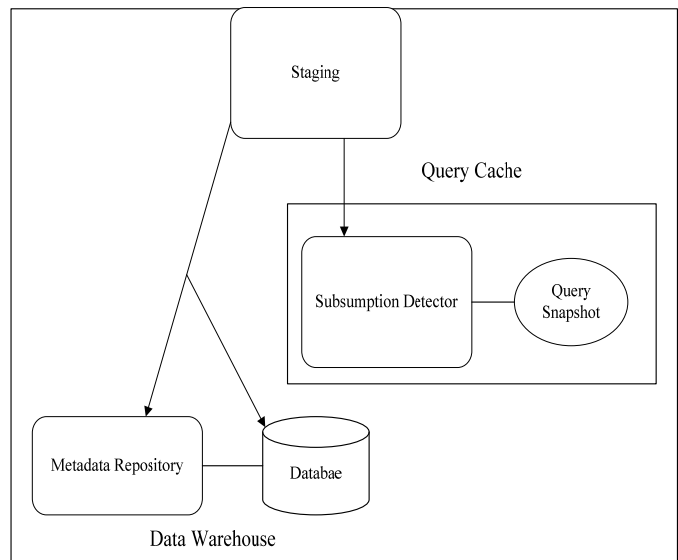 Staging
Query Cache
Subsumption Detector
Query
Snapshot
Metadata Repository
Databae
Data Warehouse